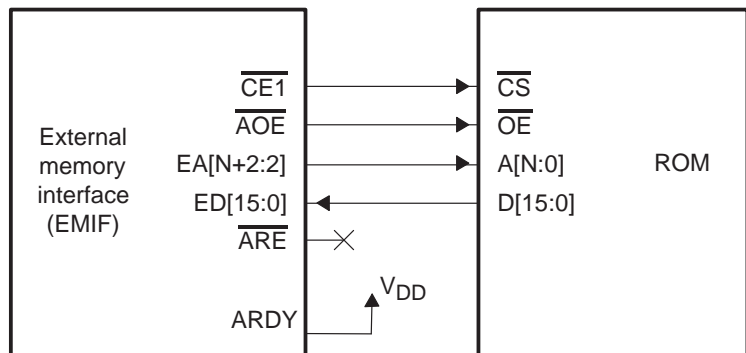 External
memory
interface
(EMIF)
CE1
AOE
EA[N+2:2]
ED[15:0]
ARE
ARDY
VDD
CS
OE
A[N:0]
D[15:0]
ROM